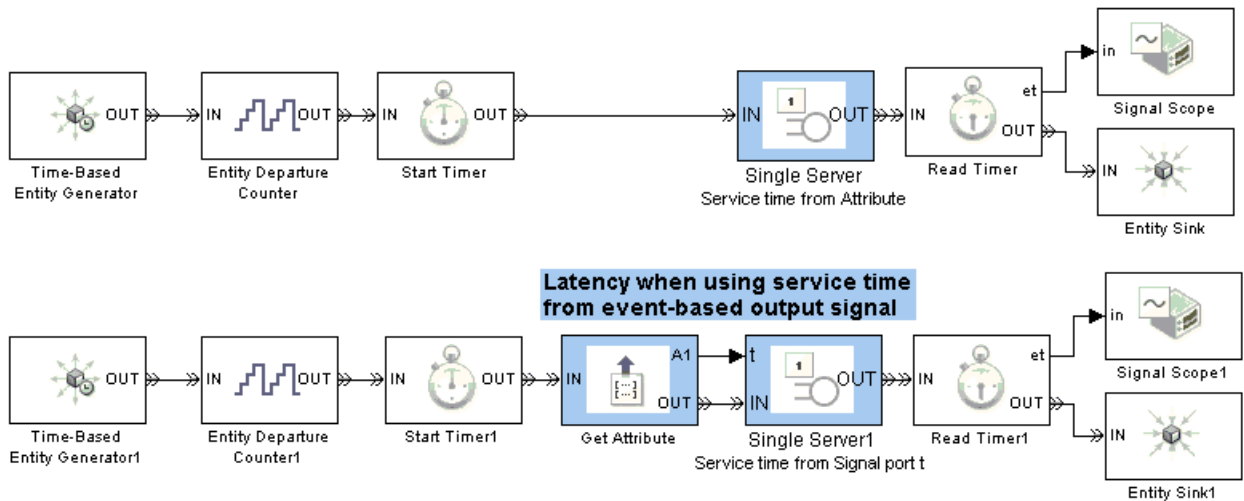 OUT
IN
OUT
IN
OUT
IN
1
OUT
IN
et
OUT
in
Signal Scope
IN
Entity Sink
Time-Based
Entity Generator
Entity Departure
Counter
Start Timer
Single Server
Service time from Attribute
Read Timer
Latency when using service time
from event-based output signal
OUT
IN
OUT
IN
OUT
IN
A1
[...]
[...]
OUT
t
IN
1
OUT
IN
et
OUT
in
Signal Scope1
IN
Entity Sink1
Time-Based
Entity Generator1
Entity Departure
Counter1
Start Timer1
Get Attribute
Single Server1
Service time from Signal port t
Read Timer1